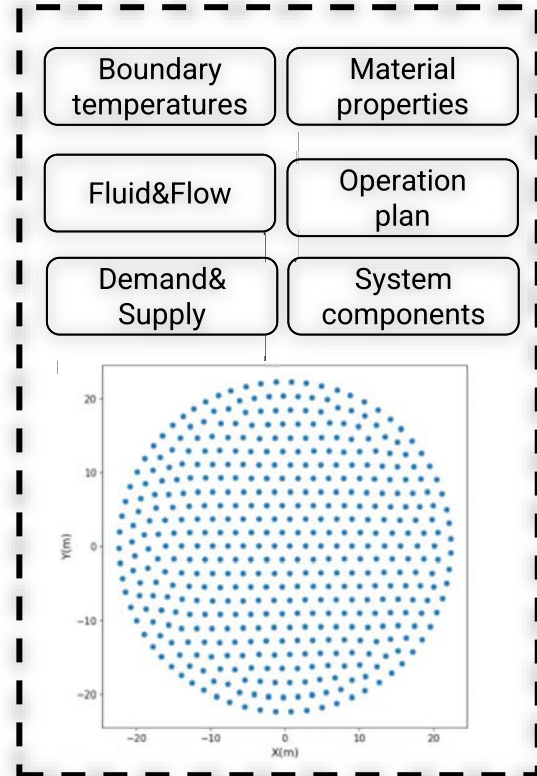 Boundary
temperatures
Material
properties
Fluid&Flow
Operation
plan
Demand&
Supply
System
components
20
10
0
−10
−20
Y(m)
−20
−10
0
10
20
X(m)